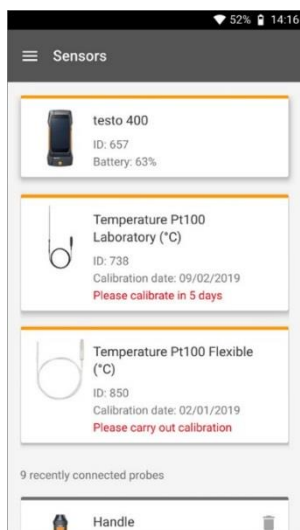 52% 14:16
Sensors
testo 400
ID: 657
Battery: 63%
Temperature Pt100
Laboratory (°C)
ID: 738
Calibration date: 09/02/2019
Please calibrate in 5 days
Temperature Pt100 Flexible
(°C)
ID: 850
Calibration date: 02/01/2019
Please carry out calibration
9 recently connected probes
Handle